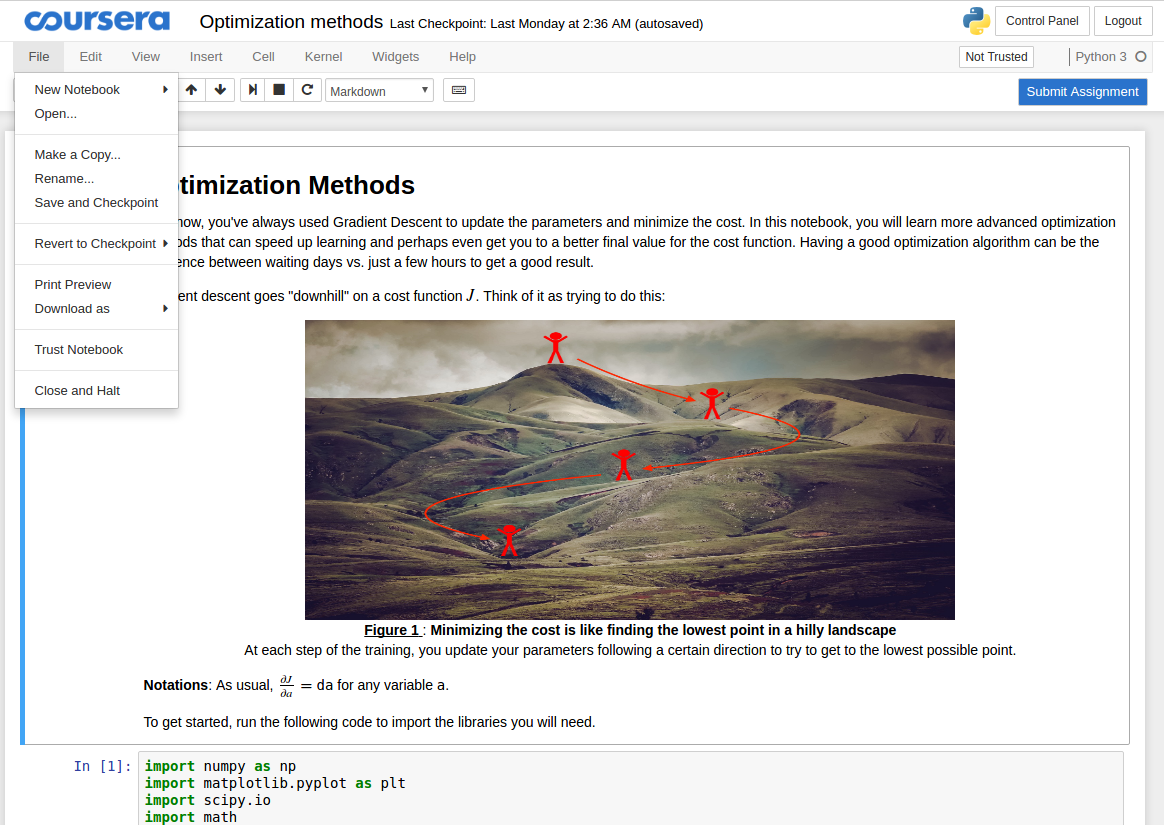 coursera Optimization methods Last Checkpoint: Last Monday at 2:36 AM (autosaved) Control Panel Logout
File Edit View Insert Cell Kernel Widgets Help Not Trusted Python 3
Markdown Submit Assignment
New Notebook
Open...
Make a Copy...
Rename...
Save and Checkpoint
Revert to Checkpoint
Print Preview
Download as
Trust Notebook
Close and Halt
timization Methods
now, you've always used Gradient Descent to update the parameters and minimize the cost. In this notebook, you will learn more advanced optimization
ods that can speed up learning and perhaps even get you to a better final value for the cost function. Having a good optimization algorithm can be the
ence between waiting days vs. just a few hours to get a good result.
ent descent goes "downhill" on a cost function J. Think of it as trying to do this:
Figure 1 : Minimizing the cost is like finding the lowest point in a hilly landscape
At each step of the training, you update your parameters following a certain direction to try to get to the lowest possible point.
Notations: As usual, ∂J/∂a = da for any variable a.
To get started, run the following code to import the libraries you will need.
In [1]: import numpy as np
import matplotlib.pyplot as plt
import scipy.io
import math